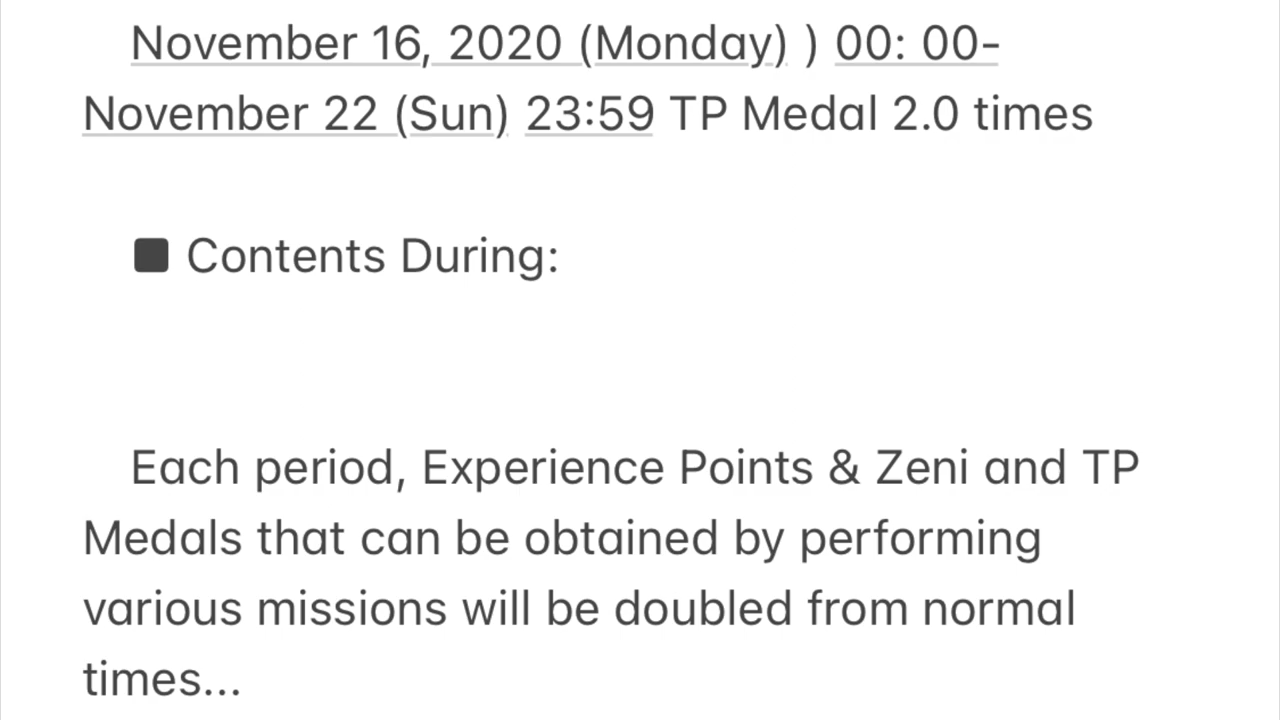 November 16, 2020 (Monday) ) 00: 00-
November 22 (Sun) 23:59 TP Medal 2.0 times
■ Contents During:
Each period, Experience Points & Zeni and TP
Medals that can be obtained by performing
various missions will be doubled from normal
times...